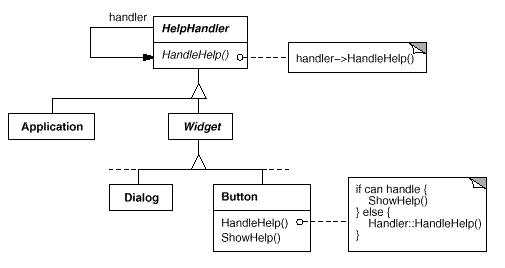 handler
HelpHandler
HandleHelp()
handler->HandleHelp()
Application
Widget
Dialog
Button
HandleHelp()
ShowHelp()
if can handle {
ShowHelp()
} else {
Handler::HandleHelp()
}